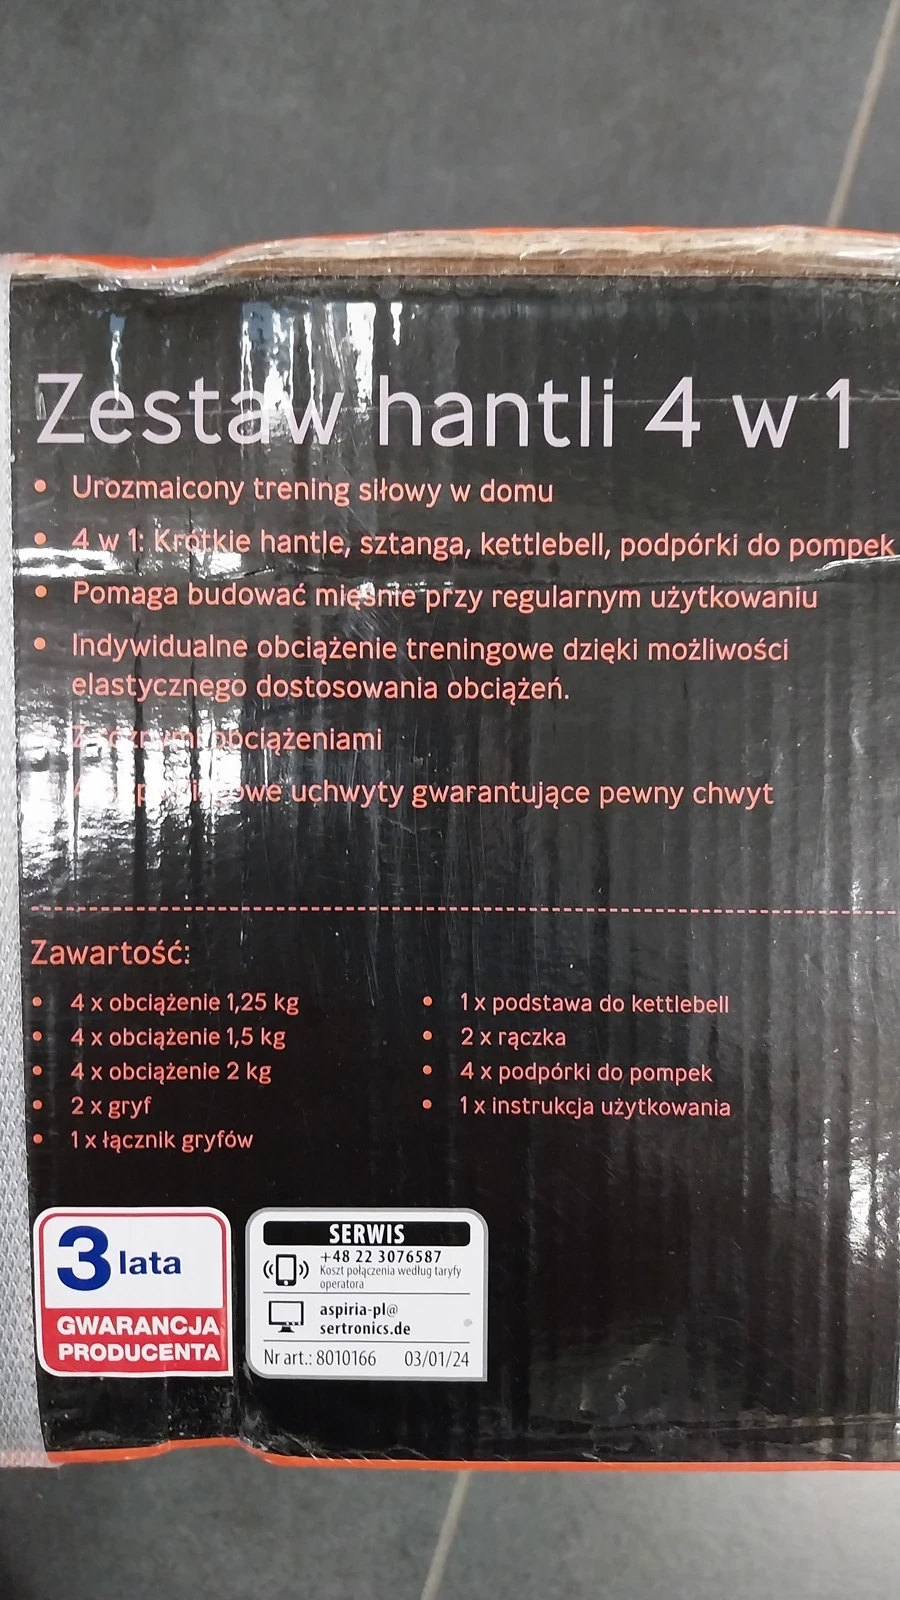 Zestaw hantli 4 w 1
• Urozmaicony trening siłowy w domu
• 4 w 1: Krótkie hantle, sztanga, kettlebell, podpórki do pompek
• Pomaga budować mięśnie przy regularnym użytkowaniu
• Indywidualne obciążenie treningowe dzięki możliwości
elastycznego dostosowania obciążeń.
obciążeniami
uchwyty gwarantujące pewny chwyt
Zawartość:
• 4 x obciążenie 1,25 kg
• 4 x obciążenie 1,5 kg
• 4 x obciążenie 2 kg
• 2 x gryf
• 1 x łącznik gryfów
• 1 x podstawa do kettlebell
• 2 x rączka
• 4 x podpórki do pompek
• 1 x instrukcja użytkowania
3 lata
GWARANCJA
PRODUCENTA
SERWIS
+48 22 3076587
Koszt połączenia według taryfy
operatora
aspiria-pl@
sertronics.de
Nr art.: 8010166 03/01/24